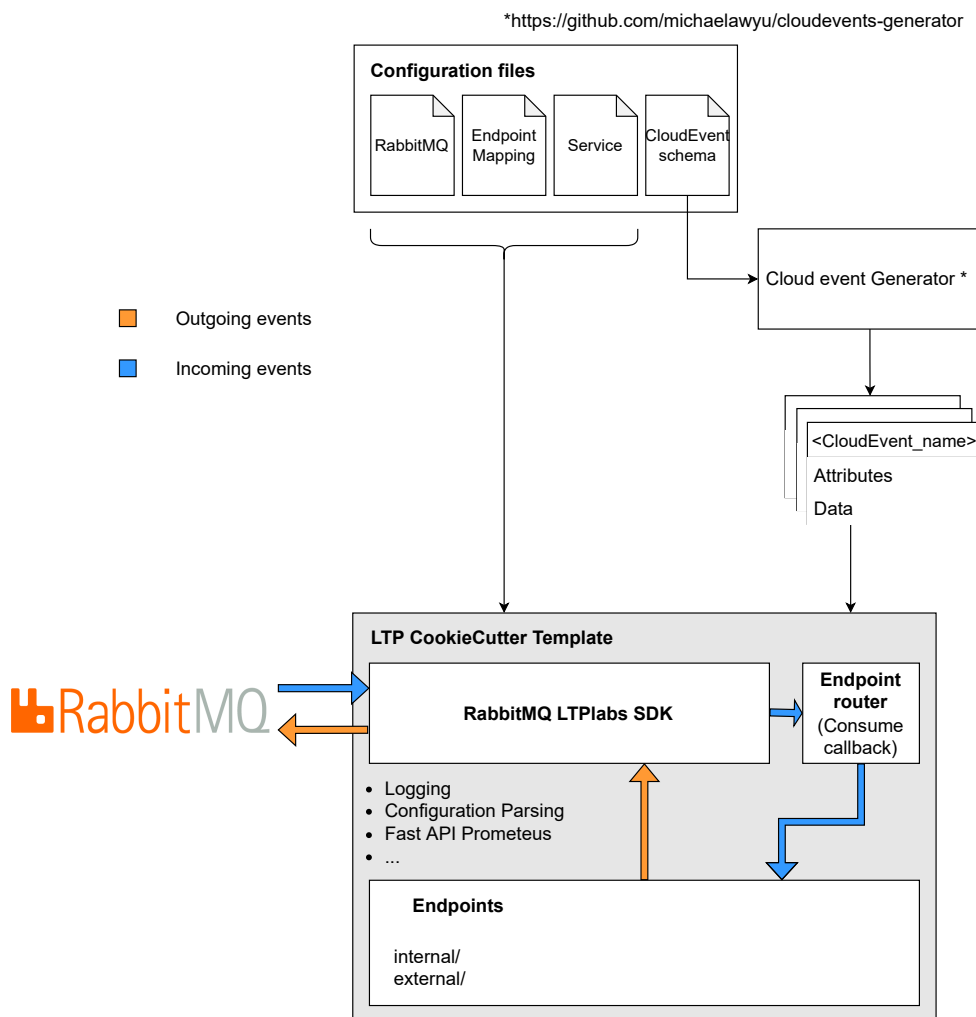 *https://github.com/michaelawyu/cloudevents-generator
Configuration files
RabbitMQ
Endpoint
Mapping
Service
CloudEvent
schema
Cloud event Generator *
Outgoing events
Incoming events
<CloudEvent_name>
Attributes
Data
LTP CookieCutter Template
RabbitMQ
RabbitMQ LTPlabs SDK
Endpoint
router
(Consume
callback)
• Logging
• Configuration Parsing
• Fast API Prometeus
• ...
Endpoints
internal/
external/